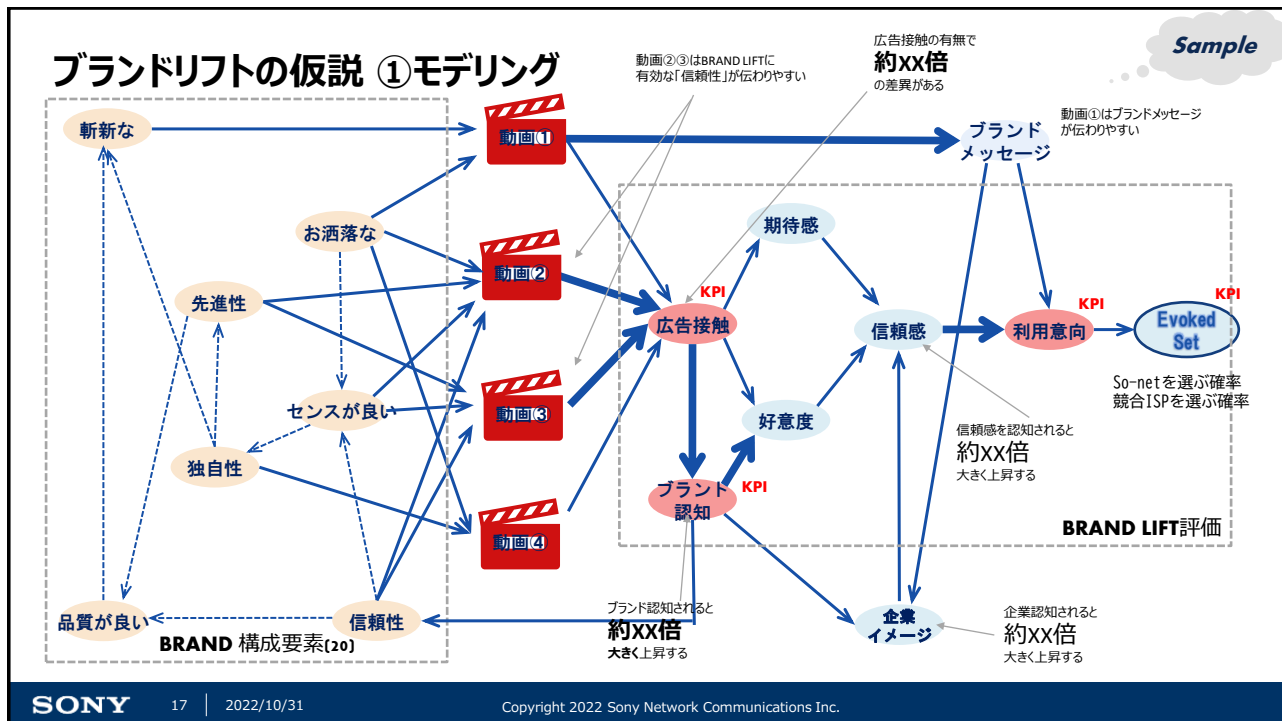 Sample
ブランドリフトの仮説 ①モデリング
動画②③はBRAND LIFTに
有効な「信頼性」が伝わりやすい
広告接触の有無で
約XX倍
の差異がある
動画①はブランドメッセージ
が伝わりやすい
斬新な
動画①
ブランド
メッセージ
お洒落な
期待感
動画②
先進性
KPI
広告接触
信頼感
KPI
利用意向
KPI
Evoked
Set
So-netを選ぶ確率
競合ISPを選ぶ確率
センスが良い
動画③
好意度
信頼感を認知されると
約XX倍
大きく上昇する
独自性
ブランド
認知
KPI
動画④
BRAND LIFT評価
品質が良い
信頼性
BRAND 構成要素(20)
ブランド認知されると
約XX倍
大きく上昇する
企業
イメージ
企業認知されると
約XX倍
大きく上昇する
SONY
17
2022/10/31
Copyright 2022 Sony Network Communications Inc.